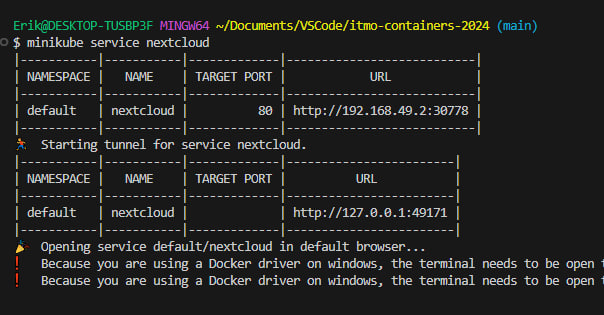 Erik@DESKTOP-TUSBP3F MINGW64 ~/Documents/VSCode/itmo-containers-2024 (main)
$ minikube service nextcloud
|-----------|-----------|-------------|---------------------------|
| NAMESPACE |   NAME    | TARGET PORT |            URL            |
|-----------|-----------|-------------|---------------------------|
| default   | nextcloud |          80 | http://192.168.49.2:30778 |
|-----------|-----------|-------------|---------------------------|
🏃  Starting tunnel for service nextcloud.
|-----------|-----------|-------------|------------------------|
| NAMESPACE |   NAME    | TARGET PORT |          URL           |
|-----------|-----------|-------------|------------------------|
| default   | nextcloud |             | http://127.0.0.1:49171 |
|-----------|-----------|-------------|------------------------|
🎉  Opening service default/nextcloud in default browser...
❗  Because you are using a Docker driver on windows, the terminal needs to be open
❗  Because you are using a Docker driver on windows, the terminal needs to be open